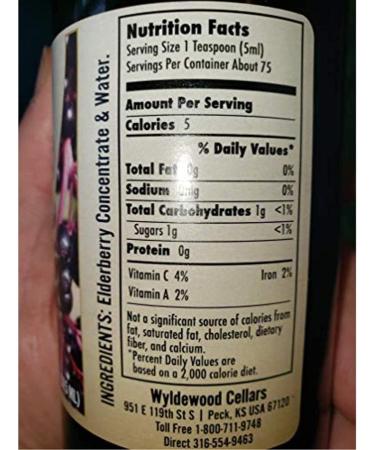 Nutrition Facts
Serving Size 1 Teaspoon (5ml)
Servings Per Container About 75
Amount Per Serving
Calories 5
% Daily Values*
Total Fat 0g 0%
Sodium 0mg 0%
Total Carbohydrates 1g <1%
Sugars 1g <1%
Protein 0g
Vitamin C 4% Iron 2%
Vitamin A 2%
Not a significant source of calories from
fat, saturated fat, cholesterol, dietary
fiber, and calcium.
*Percent Daily Values are
based on a 2,000 calorie diet.
Wyldewood Cellars
951 E 119th St S | Peck, KS USA 67120
Toll Free 1-800-711-9748
Direct 316-554-9463
INGREDIENTS: Elderberry Concentrate & Water.